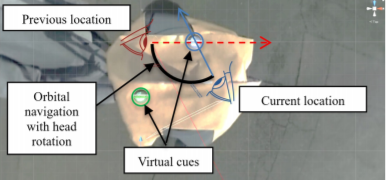 Previous location
Orbital
navigation
with head
rotation
Current location
Virtual cues